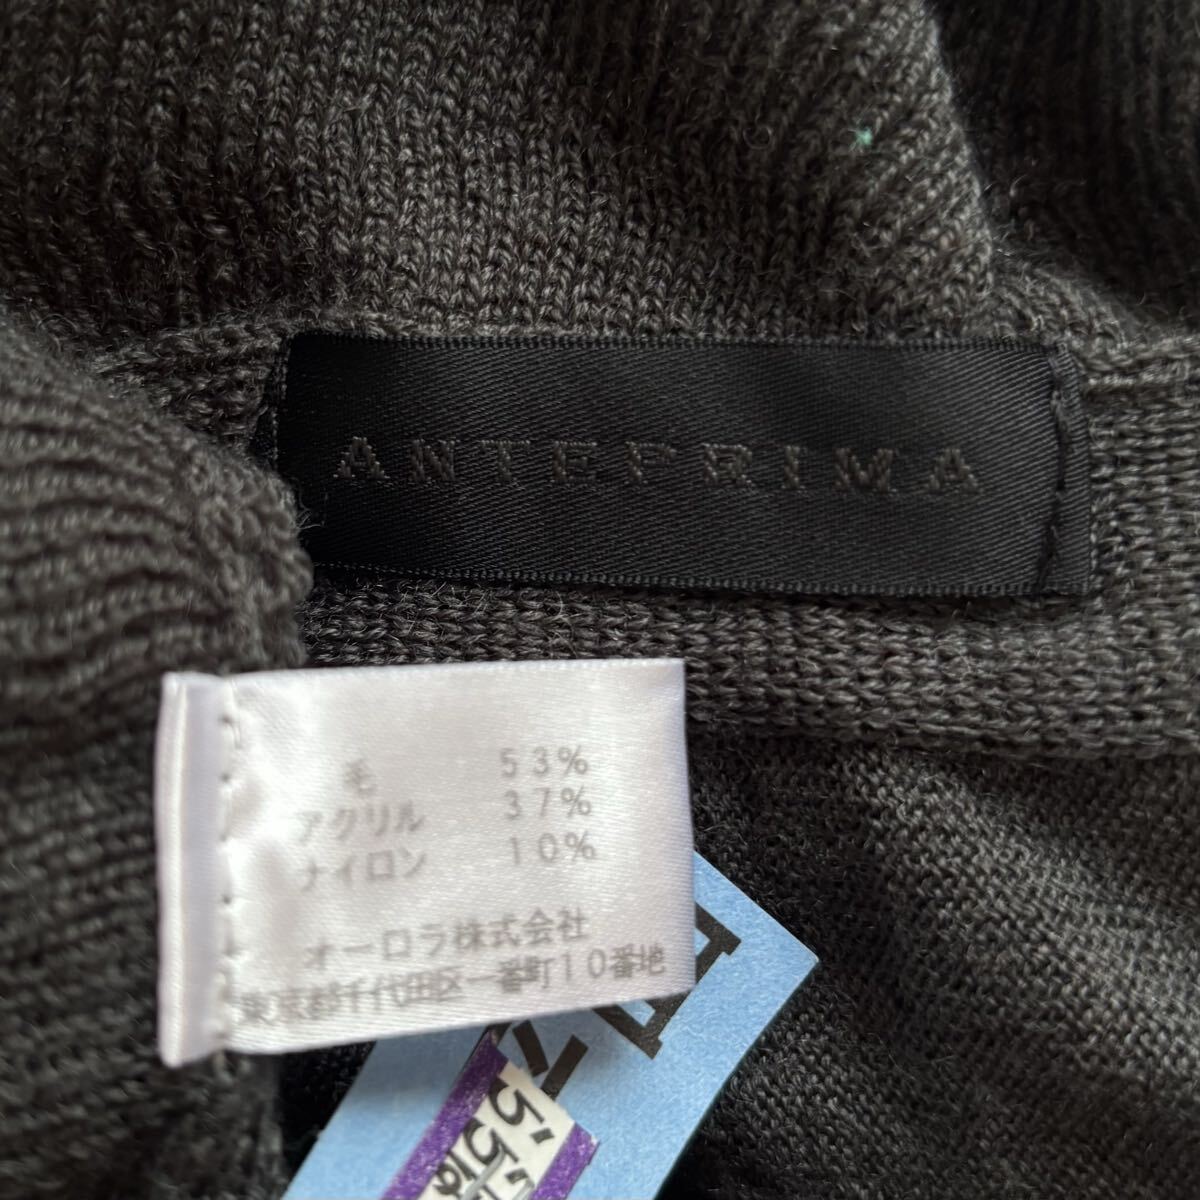 ANTEPRIMA
毛 53%
アクリル 37%
ナイロン 10%
オーロラ株式会社
東京都千代田区一番町10番地